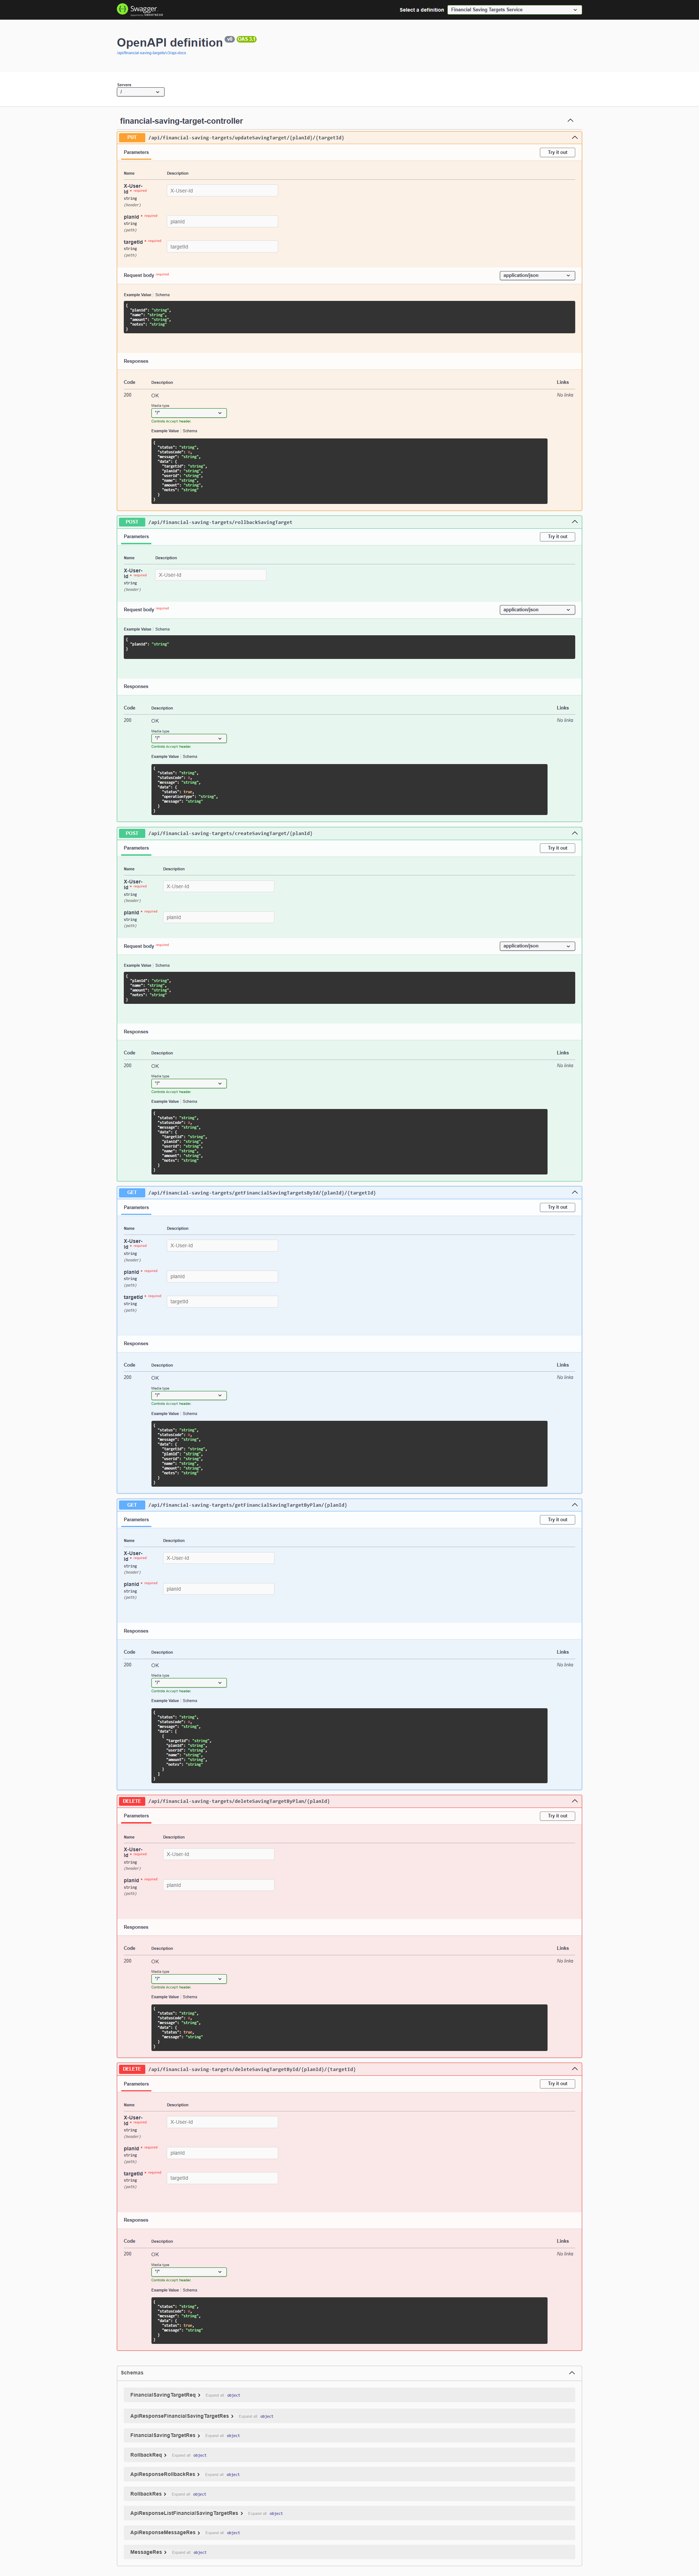 Swagger
Select a definition
Financial Saving Targets Service
OpenAPI definition v0 OAS 3.1
Servers
/
financial-saving-target-controller
PUT /api/financial-saving-targets/updateSavingTarget/{planId}/{targetId}
Parameters
Try it out
Name Description
X-User-Id * required
string
(header)
X-User-Id
planId * required
string
(path)
planId
targetId * required
string
(path)
targetId
Request body required
application/json
Example Value Schema
{
"planId": "string",
"name": "string",
"amount": "string",
"notes": "string"
}
Responses
Code Description Links
200 OK No links
Media type
*/*
Controls Accept header.
Example Value Schema
{
"status": "string",
"statusCode": 0,
"message": "string",
"data": {
"targetId": "string",
"planId": "string",
"userId": "string",
"name": "string",
"amount": "string",
"notes": "string"
}
}
POST /api/financial-saving-targets/rollbackSavingTarget
Parameters
Try it out
Name Description
X-User-Id * required
string
(header)
X-User-Id
Request body required
application/json
Example Value Schema
{
"planId": "string"
}
Responses
Code Description Links
200 OK No links
Media type
*/*
Controls Accept header.
Example Value Schema
{
"status": "string",
"statusCode": 0,
"message": "string",
"data": {
"status": true,
"operationType": "string",
"message": "string"
}
}
POST /api/financial-saving-targets/createSavingTarget/{planId}
Parameters
Try it out
Name Description
X-User-Id * required
string
(header)
X-User-Id
planId * required
string
(path)
planId
Request body required
application/json
Example Value Schema
{
"planId": "string",
"name": "string",
"amount": "string",
"notes": "string"
}
Responses
Code Description Links
200 OK No links
Media type
*/*
Controls Accept header.
Example Value Schema
{
"status": "string",
"statusCode": 0,
"message": "string",
"data": {
"targetId": "string",
"planId": "string",
"userId": "string",
"name": "string",
"amount": "string",
"notes": "string"
}
}
GET /api/financial-saving-targets/getFinancialSavingTargetsById/{planId}/{targetId}
Parameters
Try it out
Name Description
X-User-Id * required
string
(header)
X-User-Id
planId * required
string
(path)
planId
targetId * required
string
(path)
targetId
Responses
Code Description Links
200 OK No links
Media type
*/*
Controls Accept header.
Example Value Schema
{
"status": "string",
"statusCode": 0,
"message": "string",
"data": {
"targetId": "string",
"planId": "string",
"userId": "string",
"name": "string",
"amount": "string",
"notes": "string"
}
}
GET /api/financial-saving-targets/getFinancialSavingTargetByPlan/{planId}
Parameters
Try it out
Name Description
X-User-Id * required
string
(header)
X-User-Id
planId * required
string
(path)
planId
Responses
Code Description Links
200 OK No links
Media type
*/*
Controls Accept header.
Example Value Schema
{
"status": "string",
"statusCode": 0,
"message": "string",
"data": [
{
"targetId": "string",
"planId": "string",
"userId": "string",
"name": "string",
"amount": "string",
"notes": "string"
}
]
}
DELETE /api/financial-saving-targets/deleteSavingTargetByPlan/{planId}
Parameters
Try it out
Name Description
X-User-Id * required
string
(header)
X-User-Id
planId * required
string
(path)
planId
Responses
Code Description Links
200 OK No links
Media type
*/*
Controls Accept header.
Example Value Schema
{
"status": "string",
"statusCode": 0,
"message": "string",
"data": {
"status": true,
"message": "string"
}
}
DELETE /api/financial-saving-targets/deleteSavingTargetById/{planId}/{targetId}
Parameters
Try it out
Name Description
X-User-Id * required
string
(header)
X-User-Id
planId * required
string
(path)
planId
targetId * required
string
(path)
targetId
Responses
Code Description Links
200 OK No links
Media type
*/*
Controls Accept header.
Example Value Schema
{
"status": "string",
"statusCode": 0,
"message": "string",
"data": {
"status": true,
"message": "string"
}
}
Schemas
FinancialSavingTargetReq Expand all object
ApiResponseFinancialSavingTargetRes Expand all object
FinancialSavingTargetRes Expand all object
RollbackReq Expand all object
ApiResponseRollbackRes Expand all object
RollbackRes Expand all object
ApiResponseListFinancialSavingTargetRes Expand all object
ApiResponseMessageRes Expand all object
MessageRes Expand all object